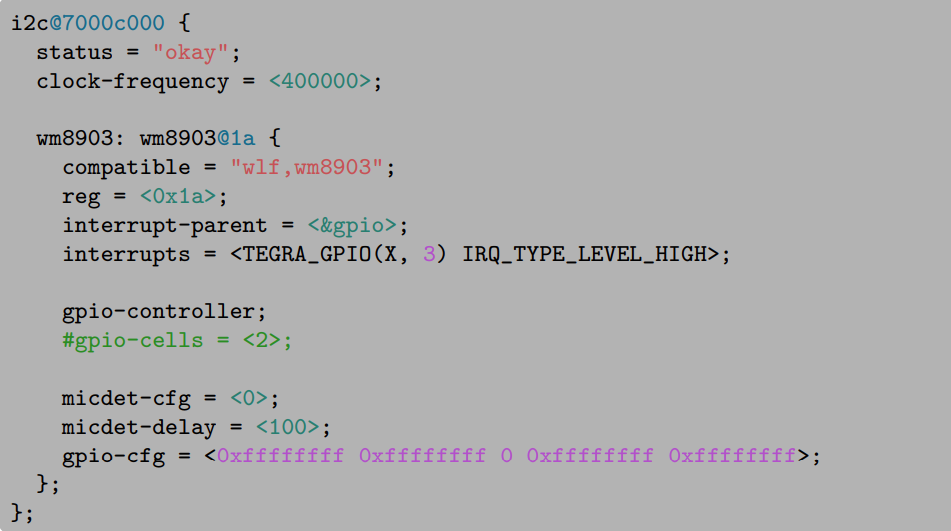 i2c@7000c000 {
  status = "okay";
  clock-frequency = <400000>;

  wm8903: wm8903@1a {
    compatible = "wlf,wm8903";
    reg = <0x1a>;
    interrupt-parent = <&gpio>;
    interrupts = <TEGRA_GPIO(X, 3) IRQ_TYPE_LEVEL_HIGH>;

    gpio-controller;
    #gpio-cells = <2>;

    micdet-cfg = <0>;
    micdet-delay = <100>;
    gpio-cfg = <0xffffffff 0xffffffff 0 0xffffffff 0xffffffff>;
  };
};